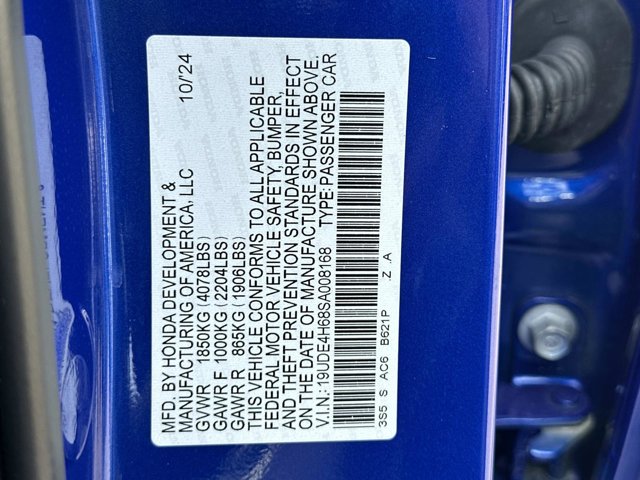 MFD. BY HONDA DEVELOPMENT &
MANUFACTURING OF AMERICA, LLC 10/24
GVWR 1850KG (4078LBS)
GAWR F 1000KG (2204LBS)
GAWR R 865KG (1906LBS)
THIS VEHICLE CONFORMS TO ALL APPLICABLE
FEDERAL MOTOR VEHICLE SAFETY, BUMPER,
AND THEFT PREVENTION STANDARDS IN EFFECT
ON THE DATE OF MANUFACTURE SHOWN ABOVE.
V.I.N.: 19UDE4H68SA008168 TYPE: PASSENGER CAR
3S5 S AC6 B621P Z .A